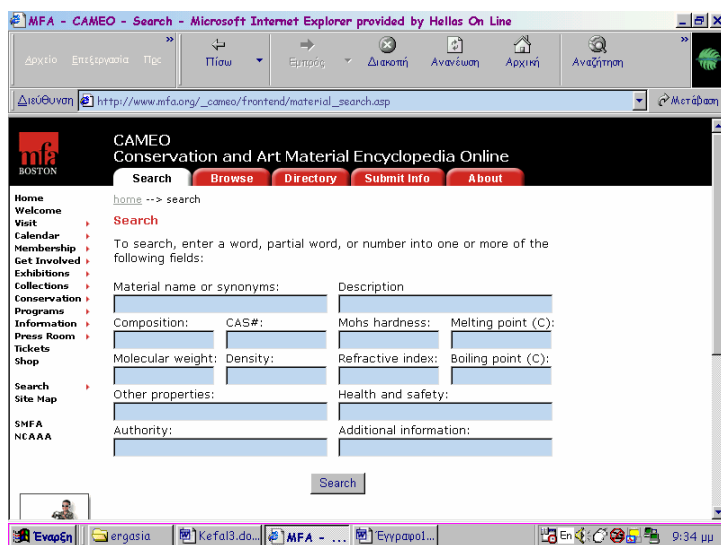 MFA - CAMEO - Search - Microsoft Internet Explorer provided by Hellas On Line
Αρχείο Επεξεργασία Προ » Πίσω Εμπρός Διακοπή Ανανέωση Αρχική Αναζήτηση »
Διεύθυνση http://www.mfa.org/_cameo/frontend/material_search.asp Μετάβαση
mfa
BOSTON
CAMEO
Conservation and Art Material Encyclopedia Online
Search Browse Directory Submit Info About
Home
Welcome
Visit
Calendar
Membership
Get Involved
Exhibitions
Collections
Conservation
Programs
Information
Press Room
Tickets
Shop
Search
Site Map
SMFA
NCAAA
home --> search
Search
To search, enter a word, partial word, or number into one or more of the
following fields:
Material name or synonyms: Description
Composition: CAS#: Mohs hardness: Melting point (C):
Molecular weight: Density: Refractive index: Boiling point (C):
Other properties: Health and safety:
Authority: Additional information:
Search
Έναρξη ergasia Kefal3.do... MFA - ... Έγγραφο1... En 9:34 μμ